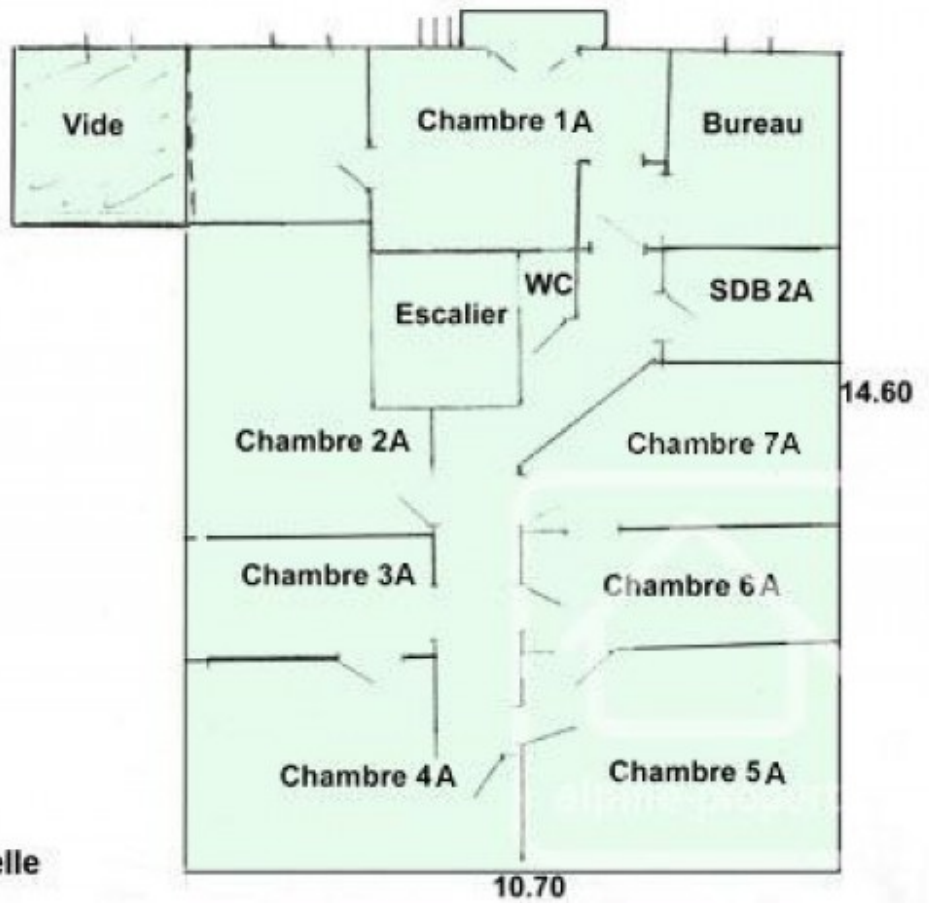 Vide
Chambre 1A
Bureau
Escalier
WC
SDB 2A
14.60
Chambre 2A
Chambre 7A
Chambre 3A
Chambre 6A
Chambre 4A
Chambre 5A
elle
10.70